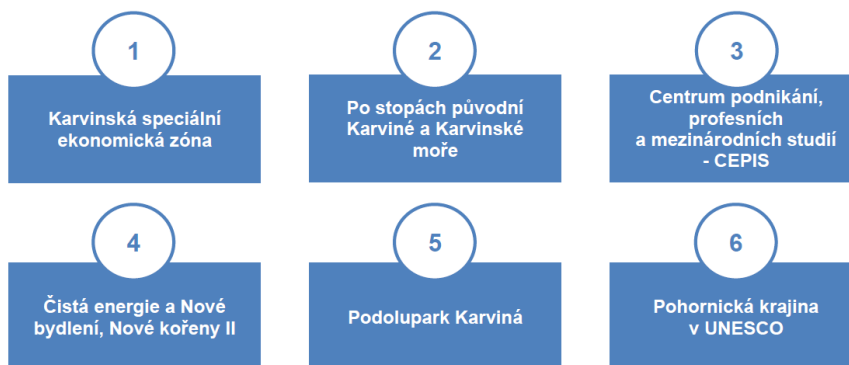 1
Karvinská speciální
ekonomická zóna
2
Po stopách původní
Karviné a Karvinské
moře
3
Centrum podnikání,
profesních
a mezinárodních studií
- CEPIS
4
Čistá energie a Nové
bydlení, Nové kořeny II
5
Podolupark Karviná
6
Pohornická krajina
v UNESCO